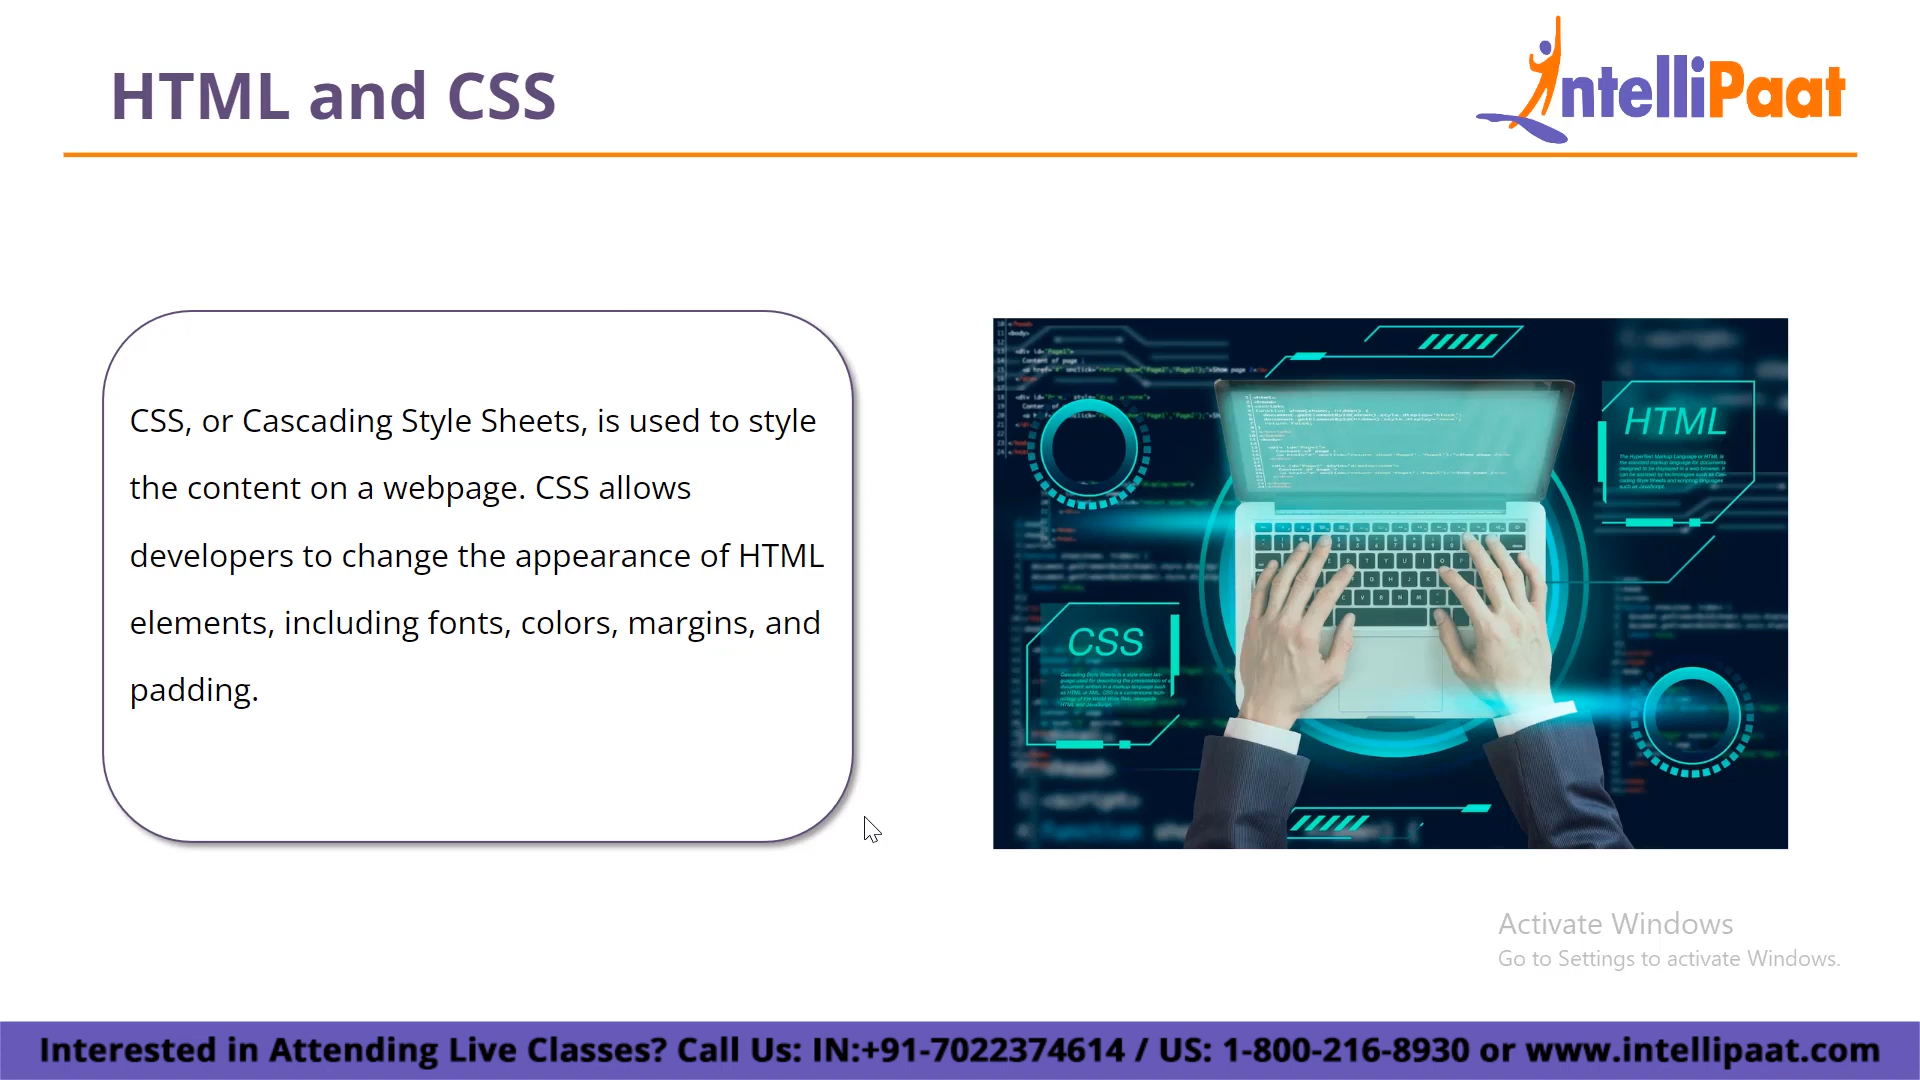 HTML and CSS
IntelliPaat
CSS, or Cascading Style Sheets, is used to style
the content on a webpage. CSS allows
developers to change the appearance of HTML
elements, including fonts, colors, margins, and
padding.
HTML
CSS
Activate Windows
Go to Settings to activate Windows.
Interested in Attending Live Classes? Call Us: IN:+91-7022374614 / US: 1-800-216-8930 or www.intellipaat.com